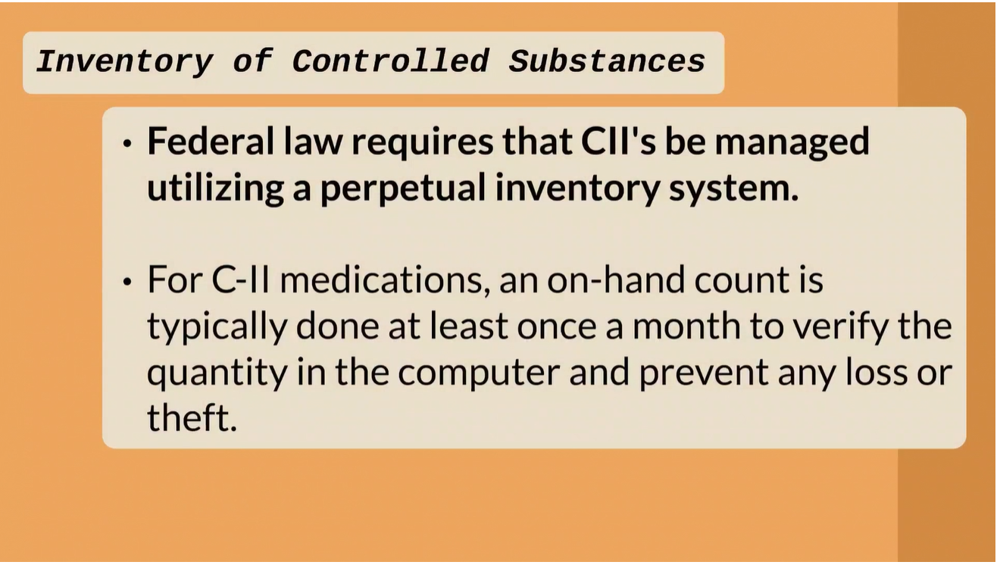 Inventory of Controlled Substances
• Federal law requires that CII's be managed
utilizing a perpetual inventory system.
• For C-II medications, an on-hand count is
typically done at least once a month to verify the
quantity in the computer and prevent any loss or
theft.